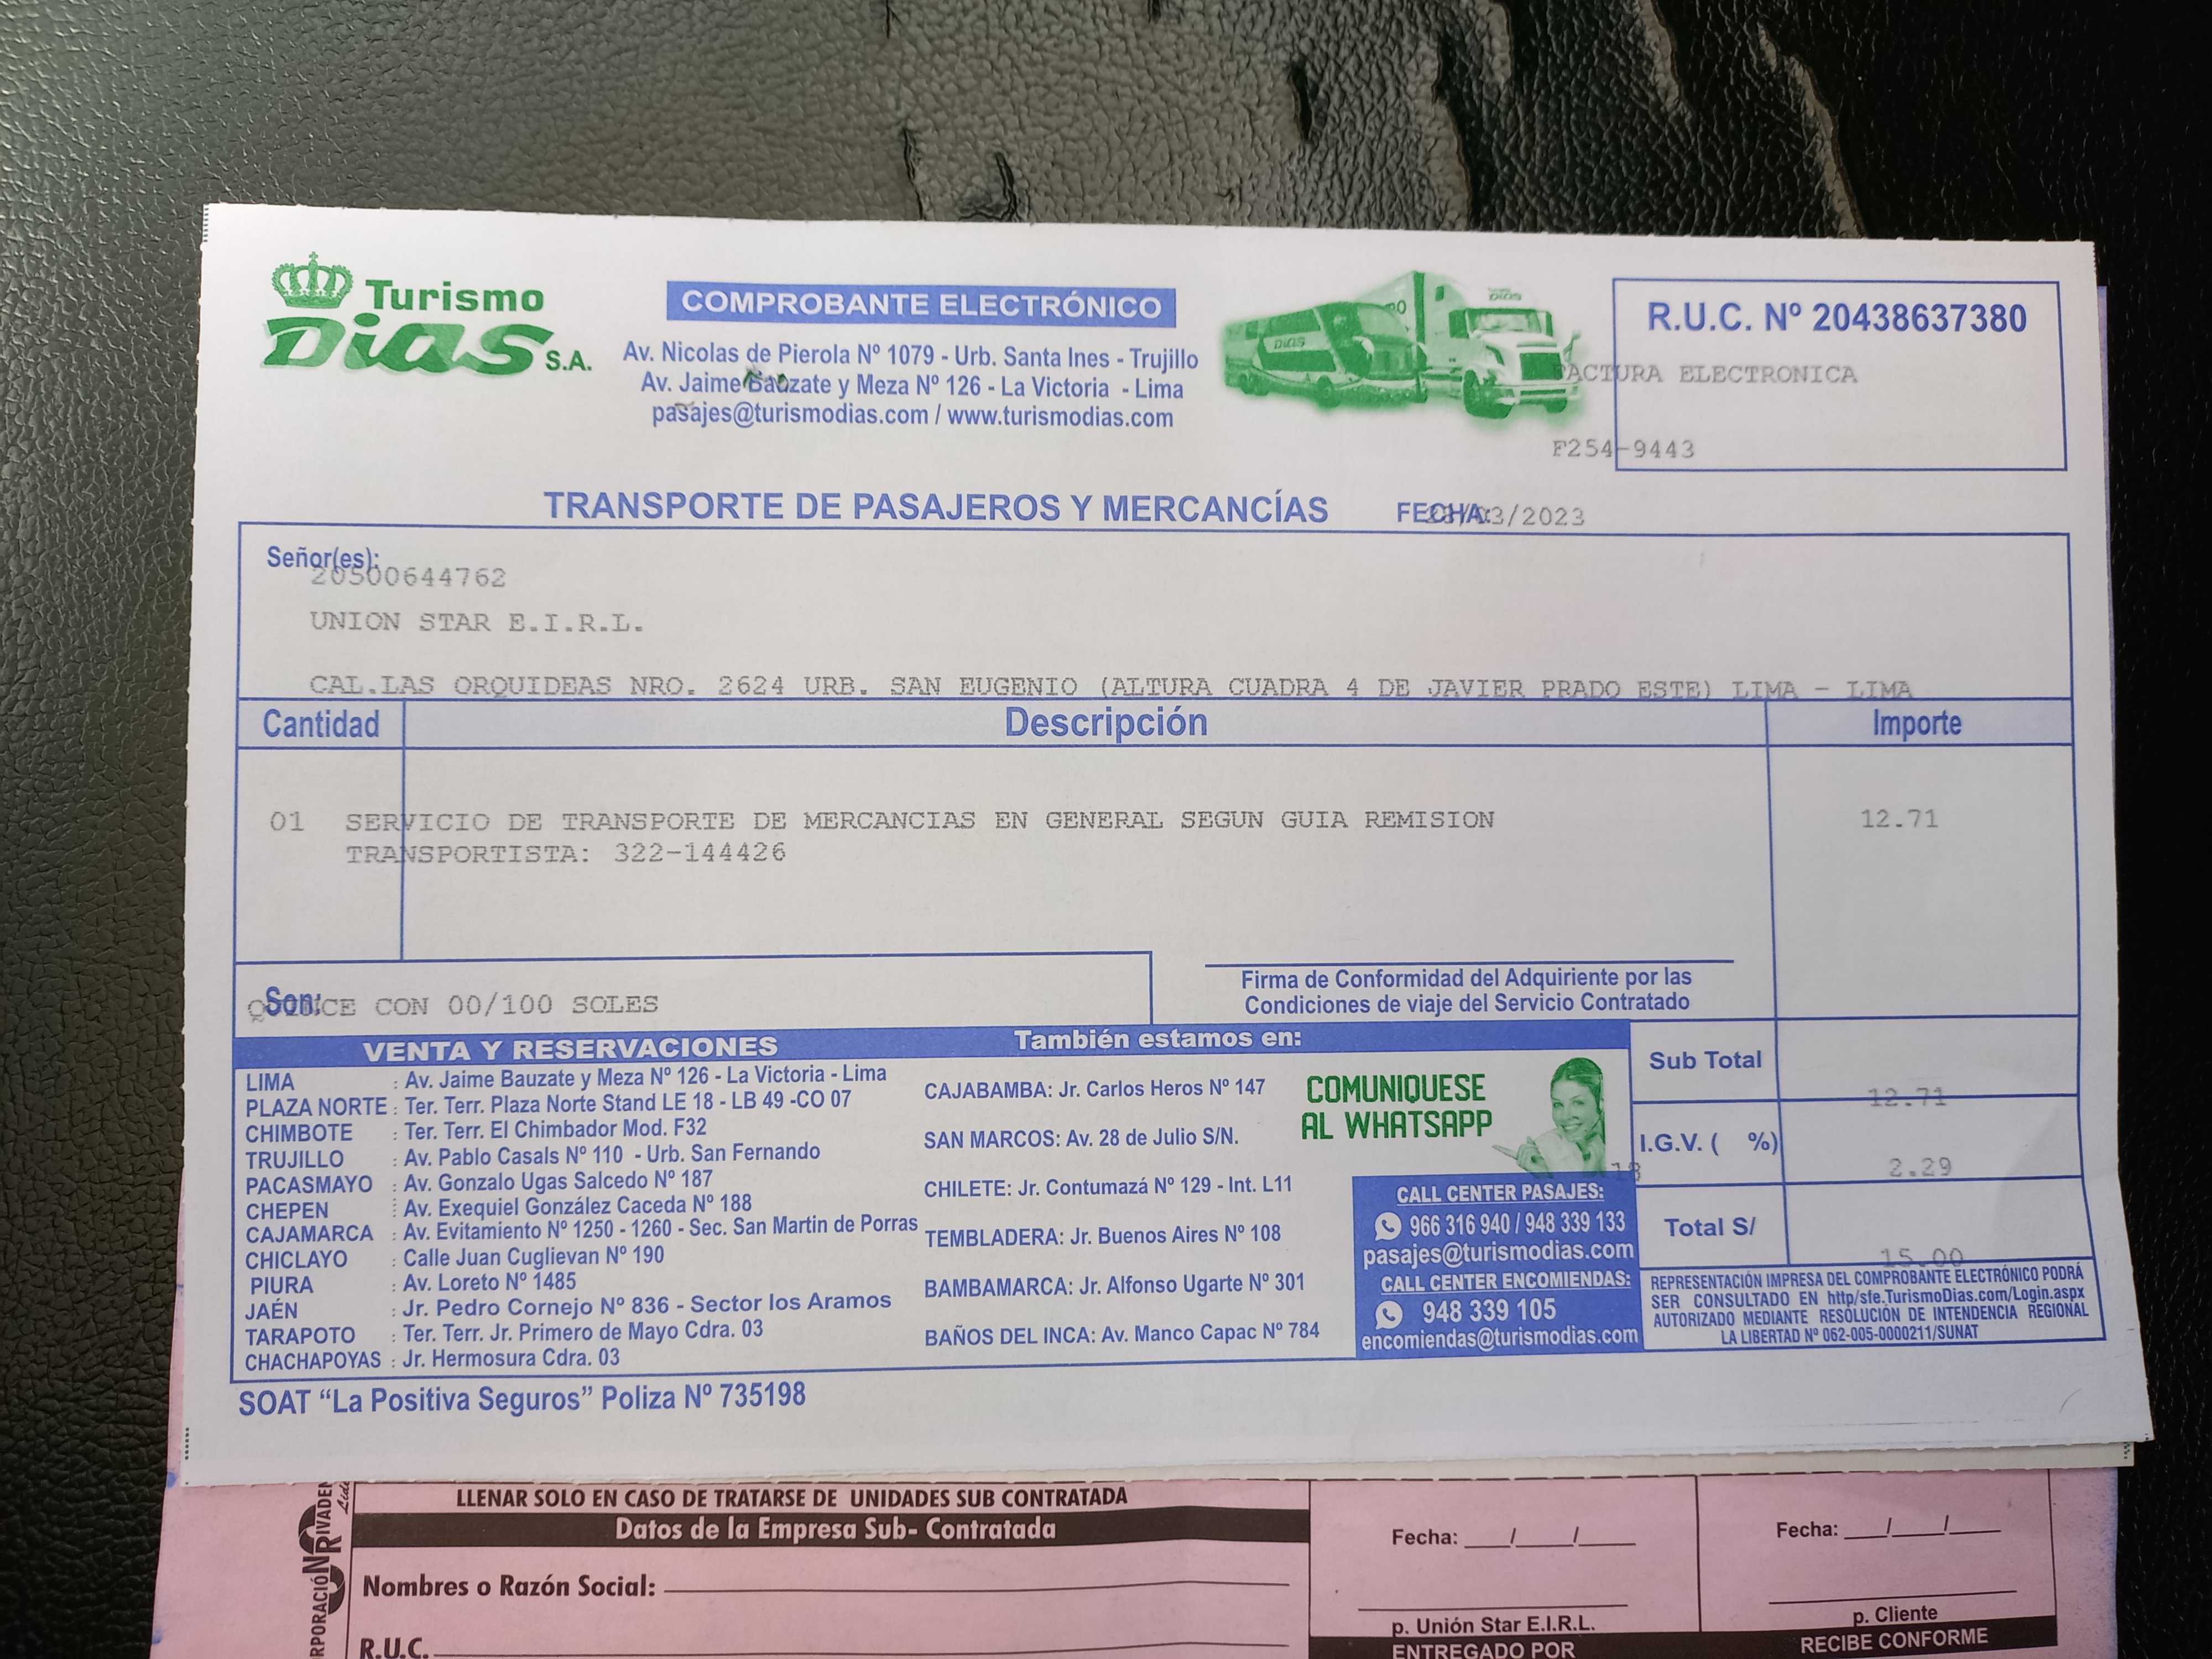 Turismo
Dias S.A.
COMPROBANTE ELECTRÓNICO
Av. Nicolas de Pierola Nº 1079 - Urb. Santa Ines - Trujillo
Av. Jaime Bauzate y Meza Nº 126 - La Victoria - Lima
pasajes@turismodias.com / www.turismodias.com
DIAS
DIAS
R.U.C. Nº 20438637380
FACTURA ELECTRONICA
F254-9443
TRANSPORTE DE PASAJEROS Y MERCANCÍAS
FECHA: /03/2023
Señor(es):
20500644762
UNION STAR E.I.R.L.
CAL.LAS ORQUIDEAS NRO. 2624 URB. SAN EUGENIO (ALTURA CUADRA 4 DE JAVIER PRADO ESTE) LIMA - LIMA
Cantidad Descripción Importe
01 SERVICIO DE TRANSPORTE DE MERCANCIAS EN GENERAL SEGUN GUIA REMISION 12.71
TRANSPORTISTA: 322-144426
Son:
QUINCE CON 00/100 SOLES
Firma de Conformidad del Adquiriente por las
Condiciones de viaje del Servicio Contratado
VENTA Y RESERVACIONES
LIMA : Av. Jaime Bauzate y Meza Nº 126 - La Victoria - Lima
PLAZA NORTE : Ter. Terr. Plaza Norte Stand LE 18 - LB 49 -CO 07
CHIMBOTE : Ter. Terr. El Chimbador Mod. F32
TRUJILLO : Av. Pablo Casals Nº 110 - Urb. San Fernando
PACASMAYO : Av. Gonzalo Ugas Salcedo Nº 187
CHEPEN : Av. Exequiel González Caceda Nº 188
CAJAMARCA : Av. Evitamiento Nº 1250 - 1260 - Sec. San Martin de Porras
CHICLAYO : Calle Juan Cuglievan Nº 190
PIURA : Av. Loreto Nº 1485
JAÉN : Jr. Pedro Cornejo Nº 836 - Sector los Aramos
TARAPOTO : Ter. Terr. Jr. Primero de Mayo Cdra. 03
CHACHAPOYAS : Jr. Hermosura Cdra. 03
También estamos en:
CAJABAMBA: Jr. Carlos Heros Nº 147
SAN MARCOS: Av. 28 de Julio S/N.
CHILETE: Jr. Contumazá Nº 129 - Int. L11
TEMBLADERA: Jr. Buenos Aires Nº 108
BAMBAMARCA: Jr. Alfonso Ugarte Nº 301
BAÑOS DEL INCA: Av. Manco Capac Nº 784
COMUNIQUESE
AL WHATSAPP
CALL CENTER PASAJES:
966 316 940 / 948 339 133
pasajes@turismodias.com
CALL CENTER ENCOMIENDAS:
948 339 105
encomiendas@turismodias.com
Sub Total 12.71
I.G.V. ( %) 2.29
18
Total S/ 15.00
REPRESENTACIÓN IMPRESA DEL COMPROBANTE ELECTRÓNICO PODRÁ
SER CONSULTADO EN http/sfe.TurismoDias.com/Login.aspx
AUTORIZADO MEDIANTE RESOLUCIÓN DE INTENDENCIA REGIONAL
LA LIBERTAD Nº 062-005-0000211/SUNAT
SOAT “La Positiva Seguros” Poliza Nº 735198
LLENAR SOLO EN CASO DE TRATARSE DE UNIDADES SUB CONTRATADA
Datos de la Empresa Sub- Contratada
Nombres o Razón Social:
R.U.C.
Fecha: ___/___/___
p. Unión Star E.I.R.L.
ENTREGADO POR
Fecha: ___/___/___
p. Cliente
RECIBE CONFORME